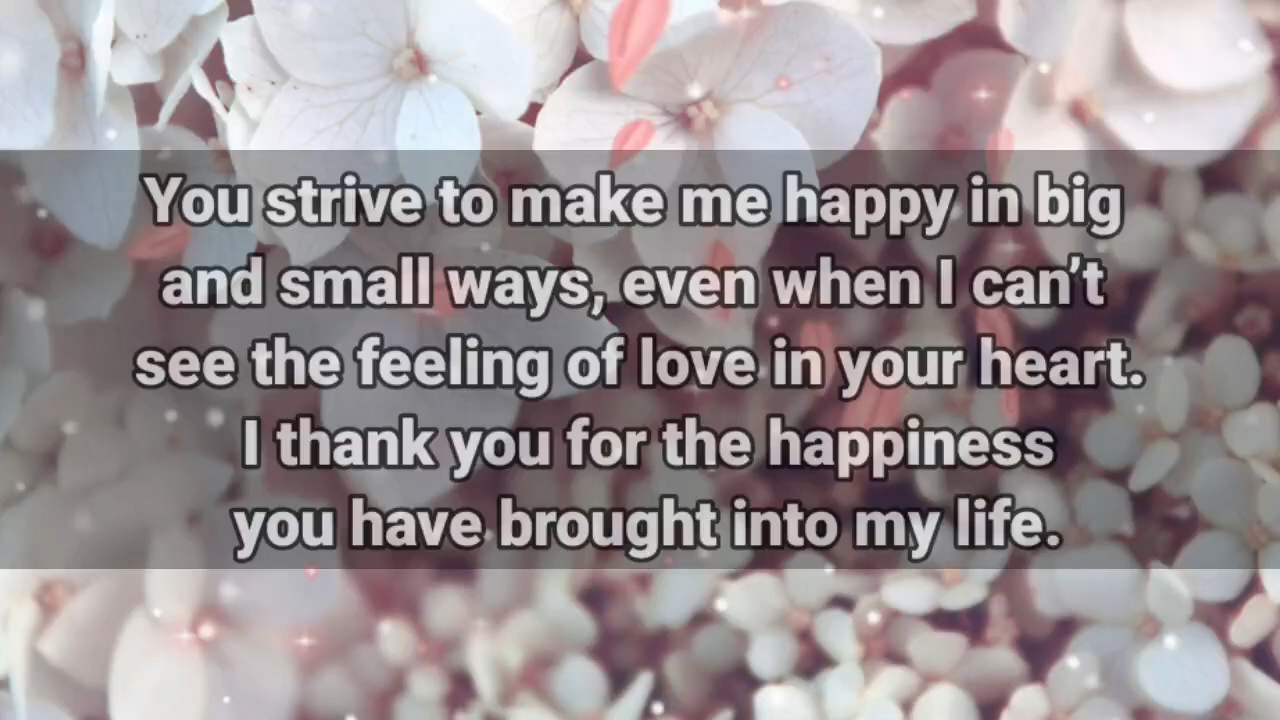 You strive to make me happy in big
and small ways, even when I can’t
see the feeling of love in your heart.
I thank you for the happiness
you have brought into my life.